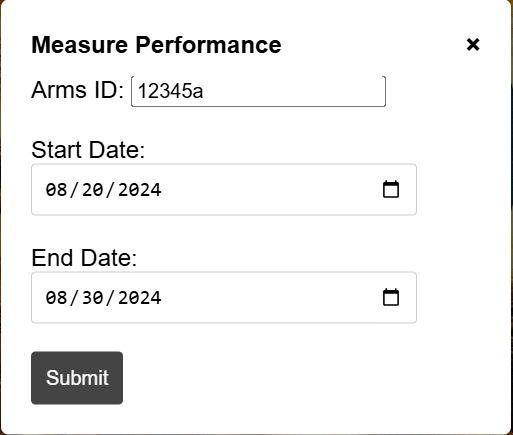 Measure Performance ×
Arms ID: 12345a
Start Date:
08/20/2024
End Date:
08/30/2024
Submit